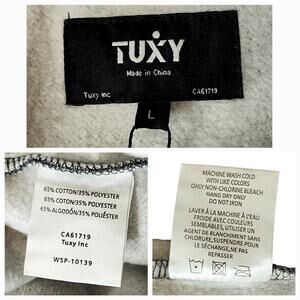 TUXY
Made in China
Tuxy Inc CA61719
L
65% COTTON/35% POLYESTER
65% COTTON/35% POLYESTER
65% ALGODÓN/35% POLIÉSTER
CA61719
Tuxy Inc
WSP-10139
MACHINE WASH COLD
WITH LIKE COLORS
ONLY NON-CHLORINE BLEACH
HANG DRY ONLY
DO NOT IRON
LAVER À LA MACHINE À L'EAU
FROIDE AVEC COULEURS
SEMBLABLES, SI NÉCESSAIRE
UTILISER AGENT DE BLANCHIMENT SANS
CHLORURE, SUSPENDRE POUR
LE SÉCHAGE, NE PAS
REPASSER